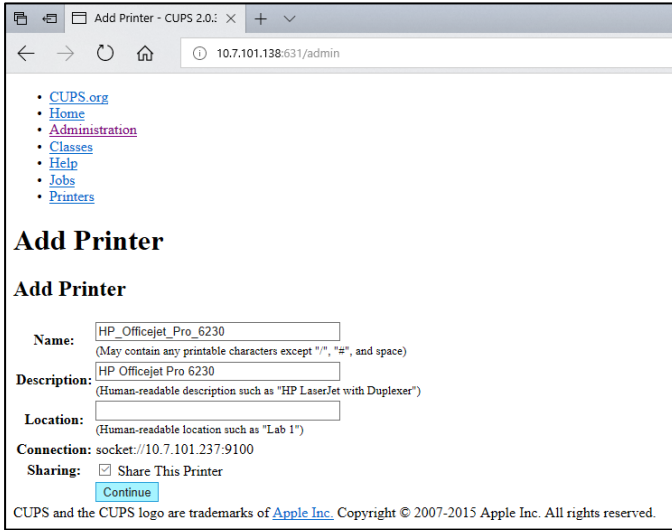 Add Printer - CUPS 2.0.:
10.7.101.138:631/admin
CUPS.org
Home
Administration
Classes
Help
Jobs
Printers
Add Printer
Add Printer
Name: HP_Officejet_Pro_6230
(May contain any printable characters except "/", "#", and space)
Description: HP Officejet Pro 6230
(Human-readable description such as "HP LaserJet with Duplexer")
Location:
(Human-readable location such as "Lab 1")
Connection: socket://10.7.101.237:9100
Sharing: Share This Printer
Continue
CUPS and the CUPS logo are trademarks of Apple Inc. Copyright © 2007-2015 Apple Inc. All rights reserved.